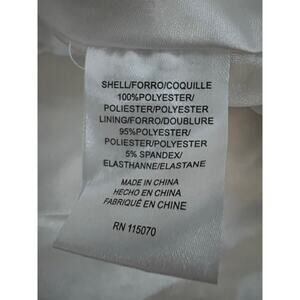 SHELL/FORRO/COQUILLE
100%POLYESTER/
POLIESTER/POLYESTER
LINING/FORRO/DOUBLURE
95%POLYESTER/
POLIESTER/POLYESTER
5% SPANDEX/
ELASTHANNE/ELASTANE
MADE IN CHINA
HECHO EN CHINA
FABRIQUÉ EN CHINE
RN 115070